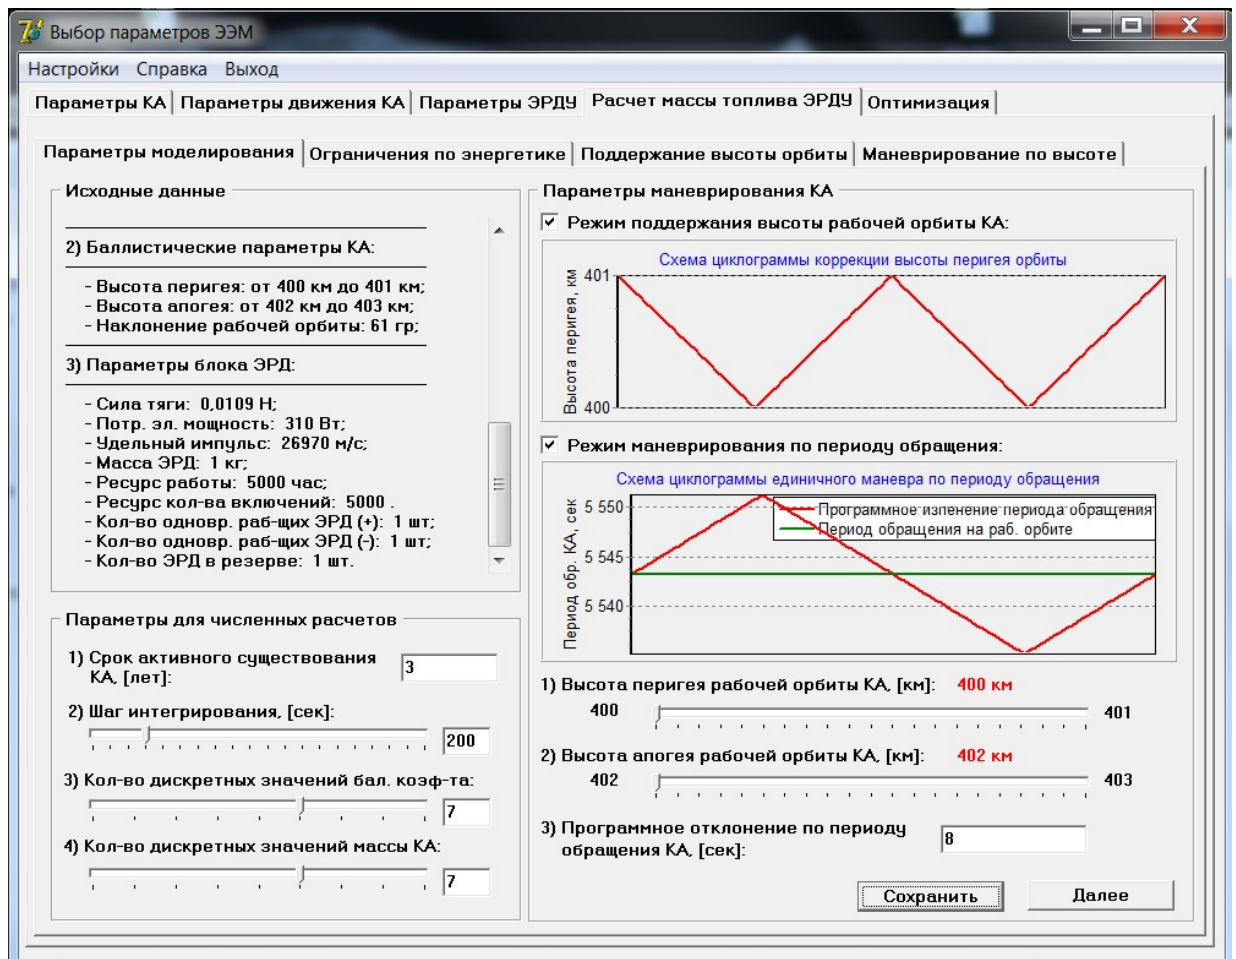 Выбор параметров ЭЭМ
Настройки Справка Выход
Параметры КА Параметры движения КА Параметры ЭРДУ Расчет массы топлива ЭРДУ Оптимизация
Параметры моделирования Ограничения по энергетике Поддержание высоты орбиты Маневрирование по высоте
Исходные данные
2) Баллистические параметры КА:
- Высота перигея: от 400 км до 401 км;
- Высота апогея: от 402 км до 403 км;
- Наклонение рабочей орбиты: 61 гр;
3) Параметры блока ЭРД:
- Сила тяги: 0,0109 Н;
- Потр. эл. мощность: 310 Вт;
- Удельный импульс: 26970 м/с;
- Масса ЭРД: 1 кг;
- Ресурс работы: 5000 час;
- Ресурс кол-ва включений: 5000 .
- Кол-во одновр. раб-щих ЭРД (+): 1 шт;
- Кол-во одновр. раб-щих ЭРД (-): 1 шт;
- Кол-во ЭРД в резерве: 1 шт.
Параметры для численных расчетов
1) Срок активного существования
КА, [лет]:
3
2) Шаг интегрирования, [сек]:
200
3) Кол-во дискретных значений бал. коэф-та:
7
4) Кол-во дискретных значений массы КА:
7
Параметры маневрирования КА
Режим поддержания высоты рабочей орбиты КА:
Схема циклограммы коррекции высоты перигея орбиты
Высота перигея, км
401
400
Режим маневрирования по периоду обращения:
Схема циклограммы единичного маневра по периоду обращения
Период обр. КА, сек
5 550
5 545
5 540
Программное изпенение периода обращения
Период обращения на раб. орбите
1) Высота перигея рабочей орбиты КА, [км]: 400 км
400 401
2) Высота апогея рабочей орбиты КА, [км]: 402 км
402 403
3) Программное отклонение по периоду
обращения КА, [сек]:
8
Сохранить Далее